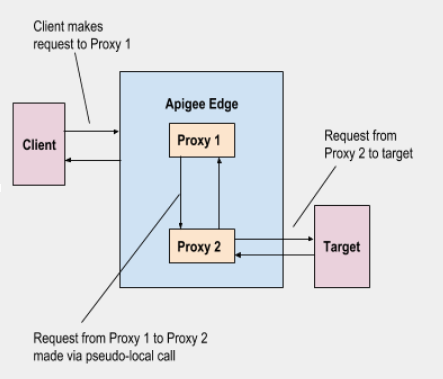 Client makes
request to Proxy 1
Apigee Edge
Proxy 1
Client
Request from
Proxy 2 to target
Proxy 2
Target
Request from Proxy 1 to Proxy 2
made via pseudo-local call